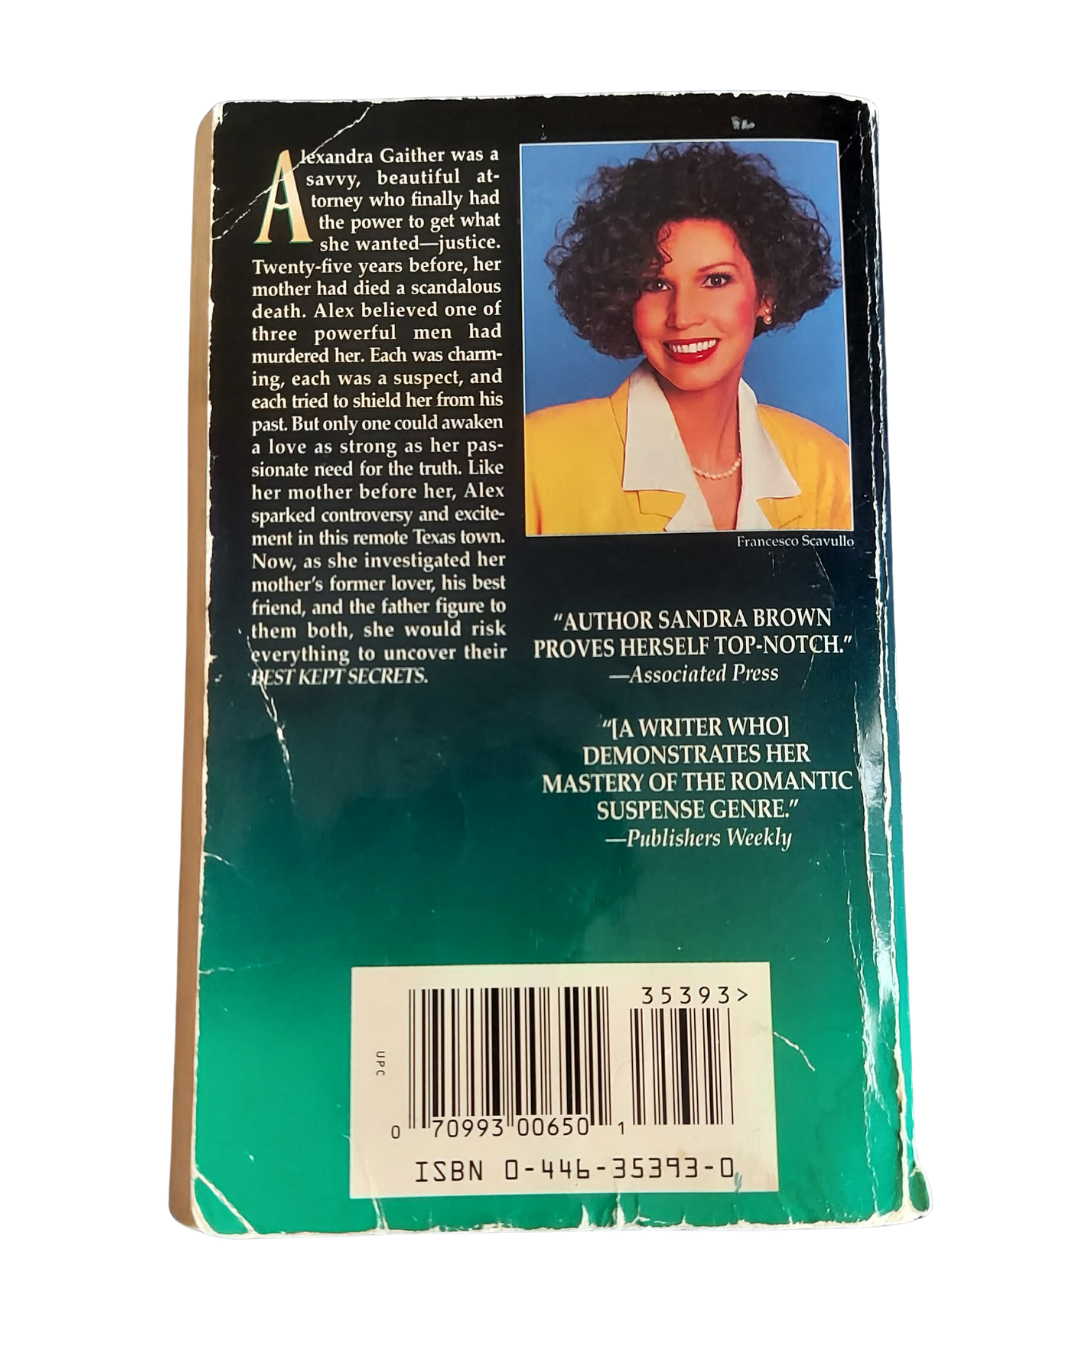 Alexandra Gaither was a
savvy, beautiful at-
torney who finally had
the power to get what
she wanted—justice.
Twenty-five years before, her
mother had died a scandalous
death. Alex believed one of
three powerful men had
murdered her. Each was charm-
ing, each was a suspect, and
each tried to shield her from his
past. But only one could awaken
a love as strong as her pas-
sionate need for the truth. Like
her mother before her, Alex
sparked controversy and excite-
ment in this remote Texas town.
Now, as she investigated her
mother's former lover, his best
friend, and the father figure to
them both, she would risk
everything to uncover their
BEST KEPT SECRETS.
Francesco Scavullo
"AUTHOR SANDRA BROWN
PROVES HERSELF TOP-NOTCH."
—Associated Press
"[A WRITER WHO]
DEMONSTRATES HER
MASTERY OF THE ROMANTIC
SUSPENSE GENRE."
—Publishers Weekly
35393>
UPC
0 70993 00650 1
ISBN 0-446-35393-0